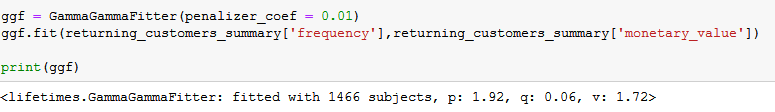 ggf = GammaGammaFitter(penalizer_coef = 0.01)
ggf.fit(returning_customers_summary['frequency'],returning_customers_summary['monetary_value'])
print(ggf)
<lifetimes.GammaGammaFitter: fitted with 1466 subjects, p: 1.92, q: 0.06, v: 1.72>